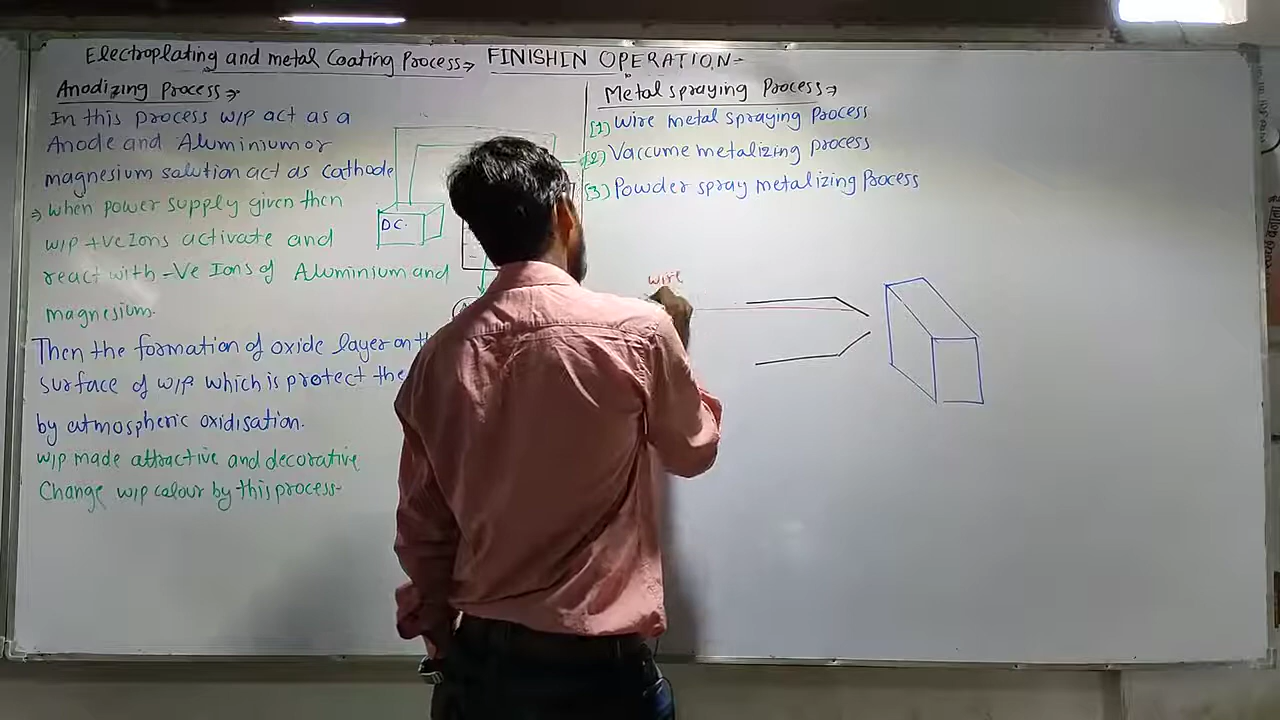 Electroplating and metal Coating Process⇒ FINISHIN OPERATION-
Anodizing Process⇒
In this process w/p act as a
Anode and Aluminium or
magnesium solution act as cathode
⇒ when power supply given then
w/p +ve Ions activate and
react with -Ve Ions of Aluminium and
magnesium.
Then the formation of oxide layer on
surface of w/p which is protect the
by atmospheric oxidisation.
w/p made attractive and decorative
Change w/p colour by this process-
DC.
Metal spraying Process⇒
(1) wire metal spraying Process
(2) Vaccume metalizing process
(3) Powder spray metalizing Process
wire